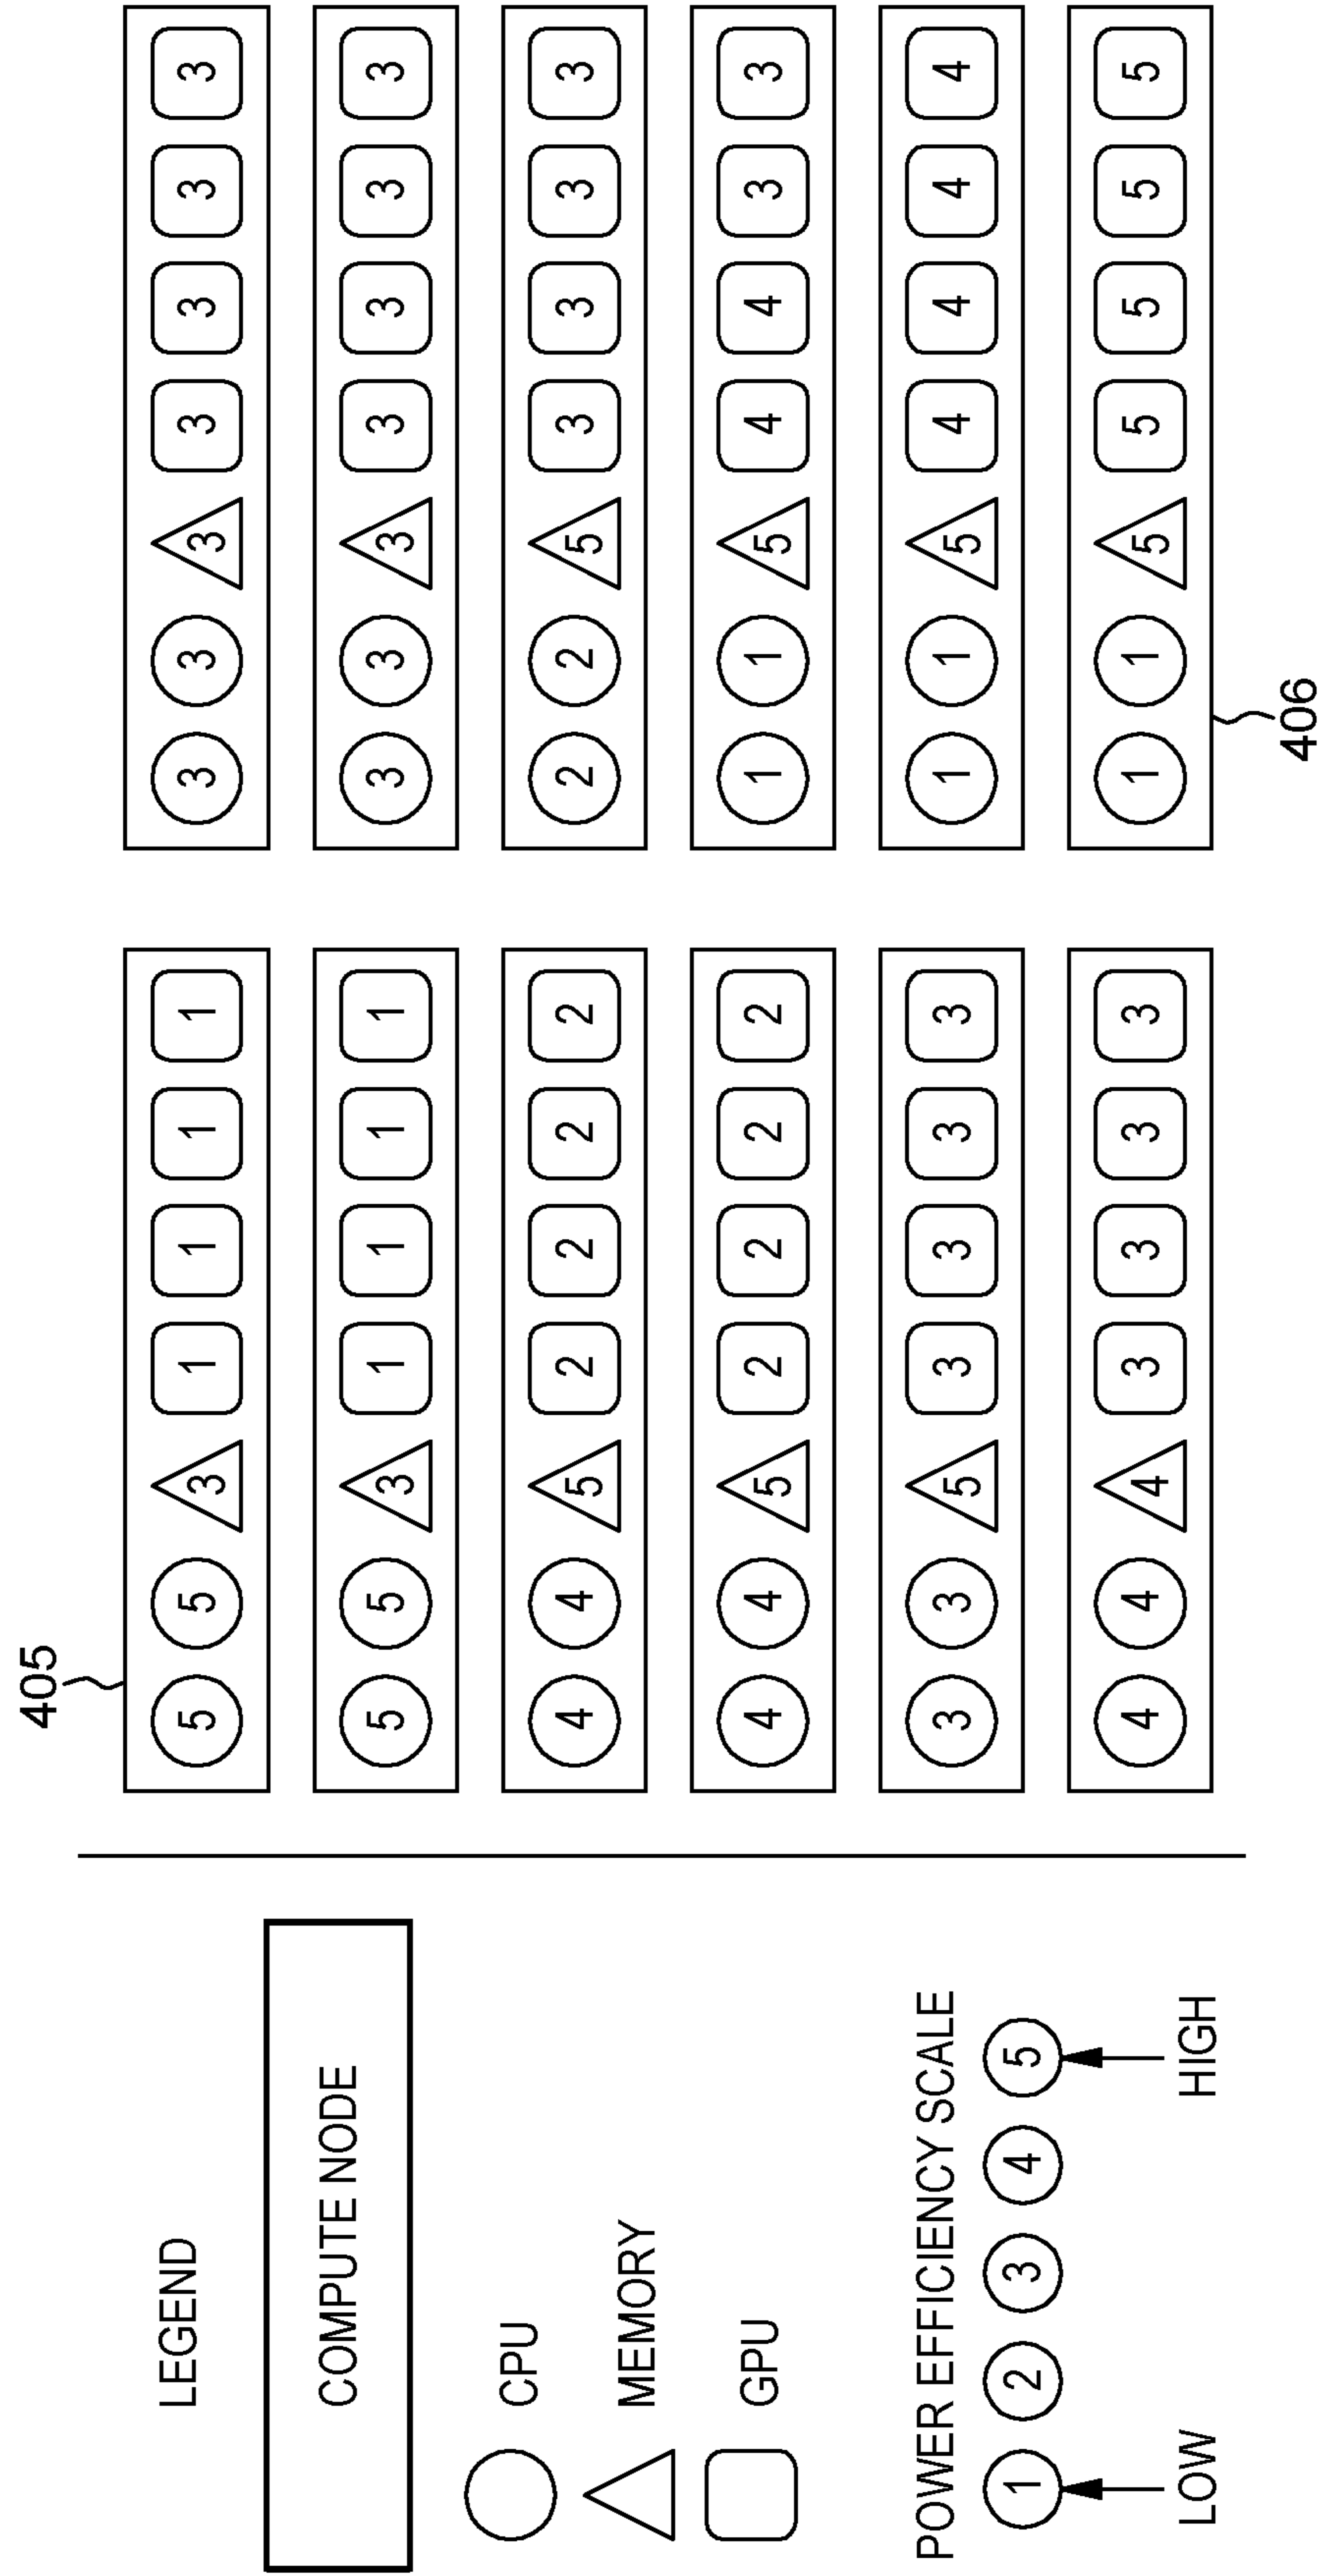 LEGEND
COMPUTE NODE
CPU
MEMORY
GPU
POWER EFFICIENCY SCALE
1 2 3 4 5
LOW HIGH
405
5 5 3 1 1 1 1
5 5 3 1 1 1 1
4 4 5 2 2 2 2
4 4 5 2 2 2 2
3 3 5 3 3 3 3
4 4 4 3 3 3 3
3 3 3 3 3 3 3
3 3 3 3 3 3 3
2 2 5 3 3 3 3
1 1 5 4 4 3 3
1 1 5 4 4 4 4
1 1 5 5 5 5 5
406